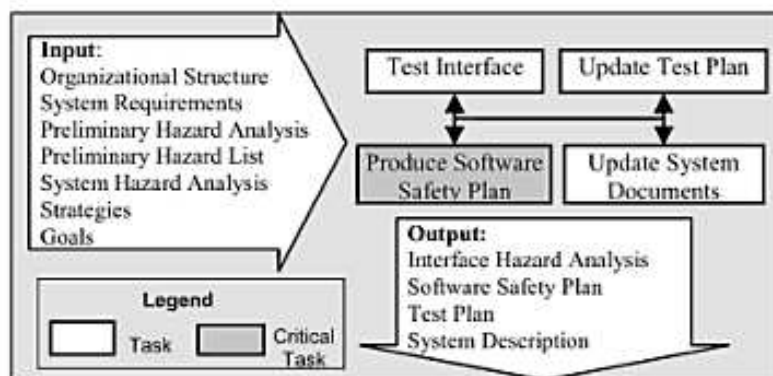 Input:
Organizational Structure
System Requirements
Preliminary Hazard Analysis
Preliminary Hazard List
System Hazard Analysis
Strategies
Goals
Test Interface
Update Test Plan
Produce Software
Safety Plan
Update System
Documents
Output:
Interface Hazard Analysis
Software Safety Plan
Test Plan
System Description
Legend
Task
Critical
Task